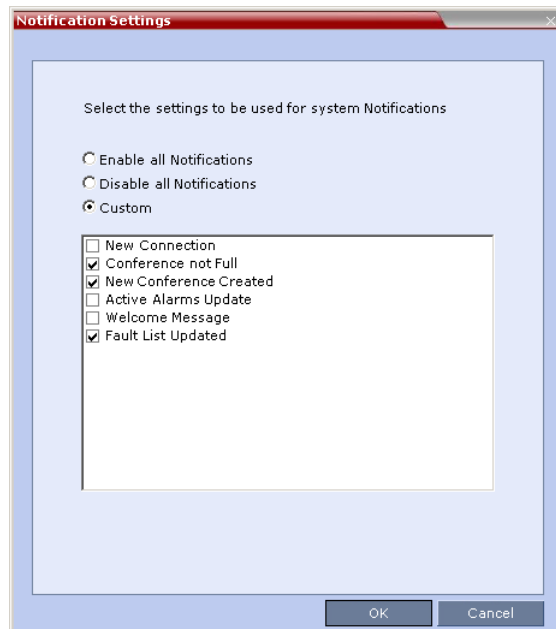 Notification Settings
Select the settings to be used for system Notifications
Enable all Notifications
Disable all Notifications
Custom
New Connection
Conference not Full
New Conference Created
Active Alarms Update
Welcome Message
Fault List Updated
OK Cancel